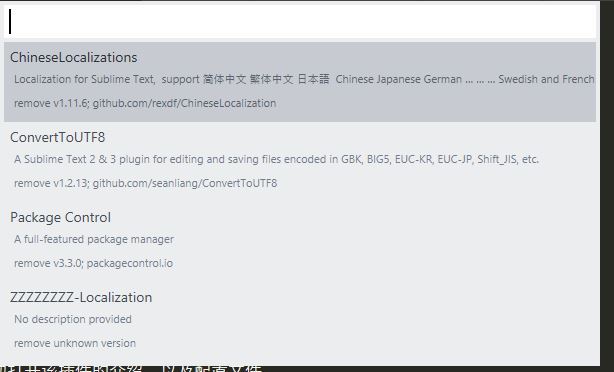 ChineseLocalizations
Localization for Sublime Text, support 简体中文 繁体中文 日本語 Chinese Japanese German ... ... ... Swedish and French
remove v1.11.6; github.com/rexdf/ChineseLocalization
ConvertToUTF8
A Sublime Text 2 & 3 plugin for editing and saving files encoded in GBK, BIG5, EUC-KR, EUC-JP, Shift_JIS, etc.
remove v1.2.13; github.com/seanliang/ConvertToUTF8
Package Control
A full-featured package manager
remove v3.3.0; packagecontrol.io
ZZZZZZZZ-Localization
No description provided
remove unknown version